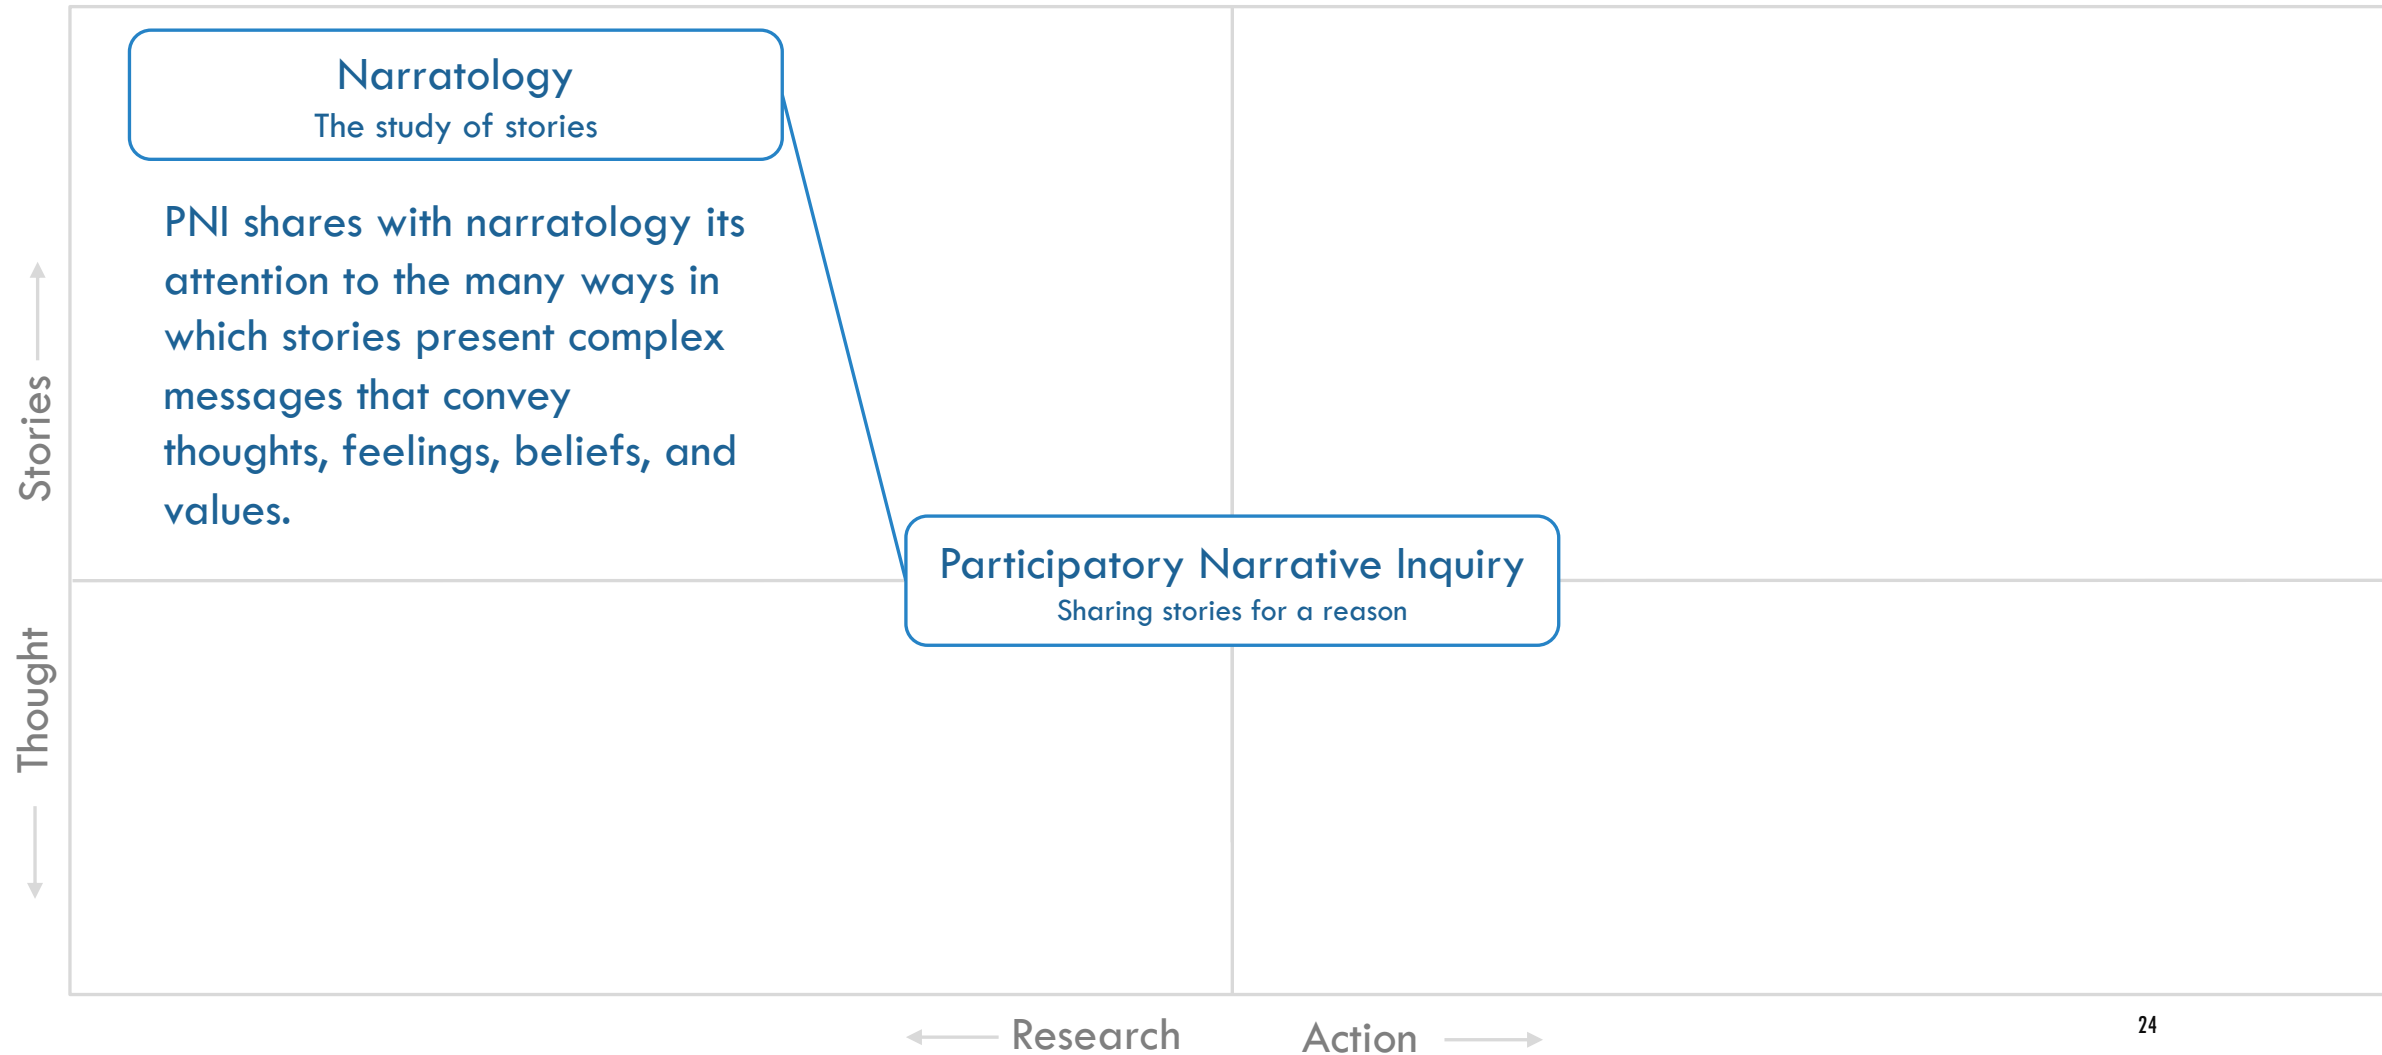 Narratology
The study of stories
PNI shares with narratology its
attention to the many ways in
which stories present complex
messages that convey
thoughts, feelings, beliefs, and
values.
Participatory Narrative Inquiry
Sharing stories for a reason
Stories
Thought
Research
Action
24